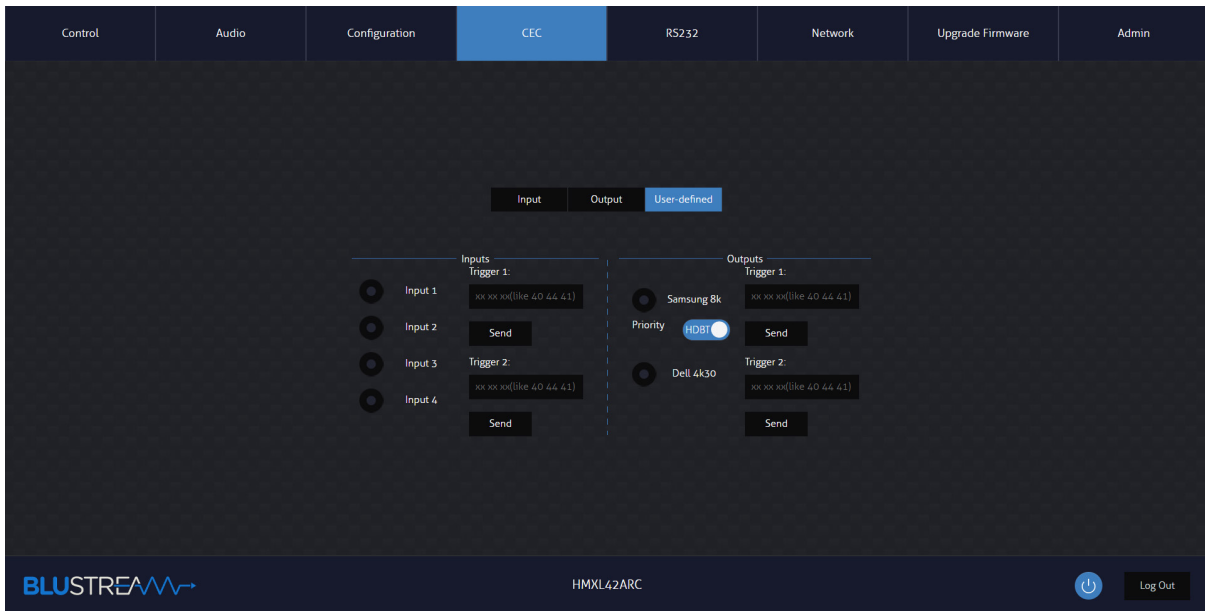 Control
Audio
Configuration
CEC
RS232
Network
Upgrade Firmware
Admin
Input
Output
User-defined
Inputs
Input 1
Input 2
Input 3
Input 4
Trigger 1:
xx xx xx(like 40 44 41)
Send
Trigger 2:
xx xx xx(like 40 44 41)
Send
Outputs
Samsung 8k
Priority
HDBT
Dell 4k30
Trigger 1:
xx xx xx(like 40 44 41)
Send
Trigger 2:
xx xx xx(like 40 44 41)
Send
BLUSTREAM
HMXL42ARC
Log Out